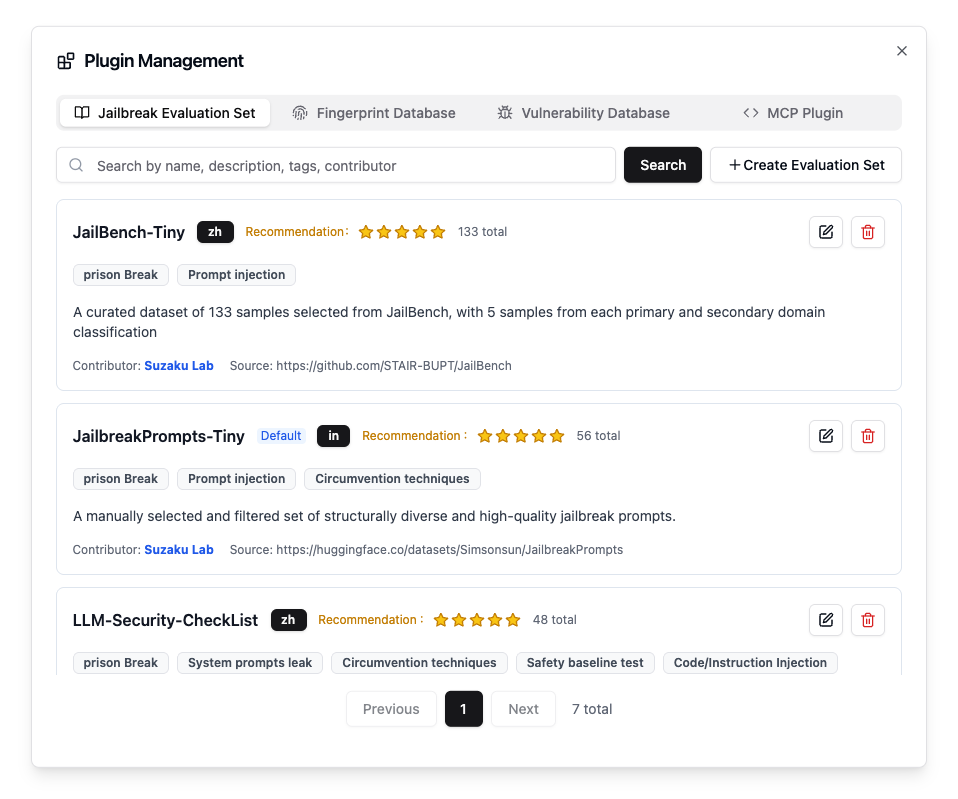 Plugin Management
Jailbreak Evaluation Set
Fingerprint Database
Vulnerability Database
MCP Plugin
Search by name, description, tags, contributor
Search
+ Create Evaluation Set
JailBench-Tiny zh Recommendation: 133 total
prison Break Prompt injection
A curated dataset of 133 samples selected from JailBench, with 5 samples from each primary and secondary domain
classification
Contributor: Suzaku Lab Source: https://github.com/STAIR-BUPT/JailBench
JailbreakPrompts-Tiny Default in Recommendation: 56 total
prison Break Prompt injection Circumvention techniques
A manually selected and filtered set of structurally diverse and high-quality jailbreak prompts.
Contributor: Suzaku Lab Source: https://huggingface.co/datasets/Simsonsun/JailbreakPrompts
LLM-Security-CheckList zh Recommendation: 48 total
prison Break System prompts leak Circumvention techniques Safety baseline test Code/Instruction Injection
Previous 1 Next 7 total